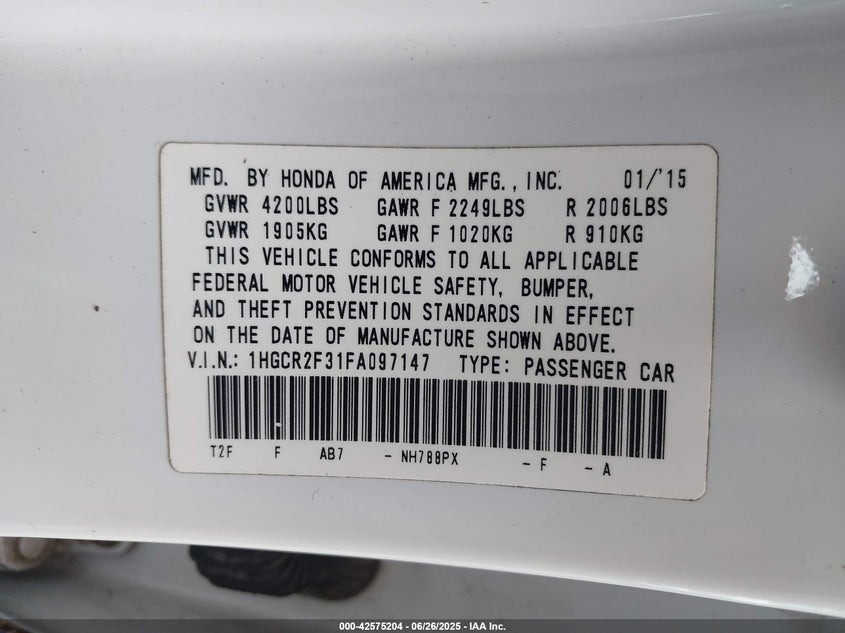 MFD. BY HONDA OF AMERICA MFG., INC. 01/'15
GVWR 4200LBS GAWR F 2249LBS R 2006LBS
GVWR 1905KG GAWR F 1020KG R 910KG
THIS VEHICLE CONFORMS TO ALL APPLICABLE
FEDERAL MOTOR VEHICLE SAFETY, BUMPER,
AND THEFT PREVENTION STANDARDS IN EFFECT
ON THE DATE OF MANUFACTURE SHOWN ABOVE.
V.I.N.: 1HGCR2F31FA097147 TYPE: PASSENGER CAR
T2F F AB7 - NH788PX - F - A
000-42575204 - 06/26/2025 - IAA Inc.